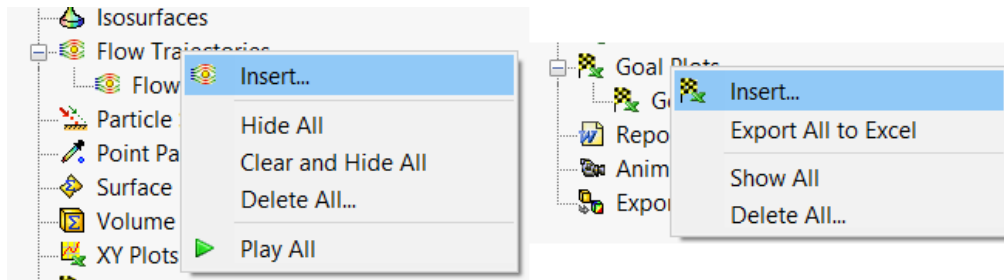 Isosurfaces
Flow Trajectories
Flow
Insert...
Particle
Hide All
Point Pa
Clear and Hide All
Surface
Delete All...
Volume
XY Plots
Play All
Goal Plots
Insert...
Repo
Export All to Excel
Anim
Show All
Expor
Delete All...